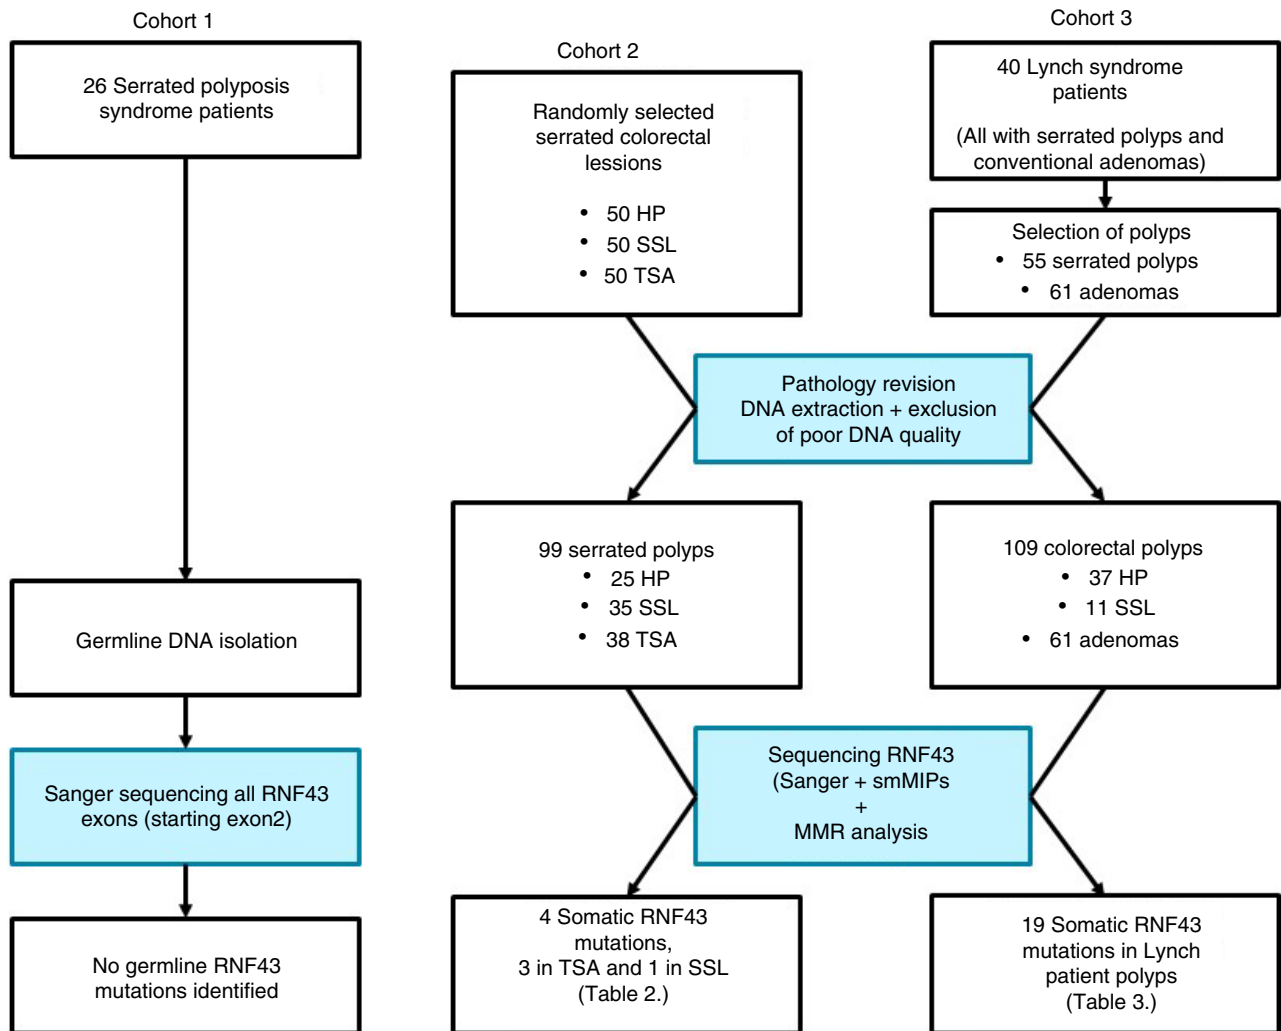 Cohort 1
26 Serrated polyposis
syndrome patients
Germline DNA isolation
Sanger sequencing all RNF43
exons (starting exon2)
No germline RNF43
mutations identified
Cohort 2
Randomly selected
serrated colorectal
lessions
• 50 HP
• 50 SSL
• 50 TSA
Cohort 3
40 Lynch syndrome
patients
(All with serrated polyps and
conventional adenomas)
Selection of polyps
• 55 serrated polyps
• 61 adenomas
Pathology revision
DNA extraction + exclusion
of poor DNA quality
99 serrated polyps
• 25 HP
• 35 SSL
• 38 TSA
109 colorectal polyps
• 37 HP
• 11 SSL
• 61 adenomas
Sequencing RNF43
(Sanger + smMIPs
+
MMR analysis
4 Somatic RNF43
mutations,
3 in TSA and 1 in SSL
(Table 2.)
19 Somatic RNF43
mutations in Lynch
patient polyps
(Table 3.)